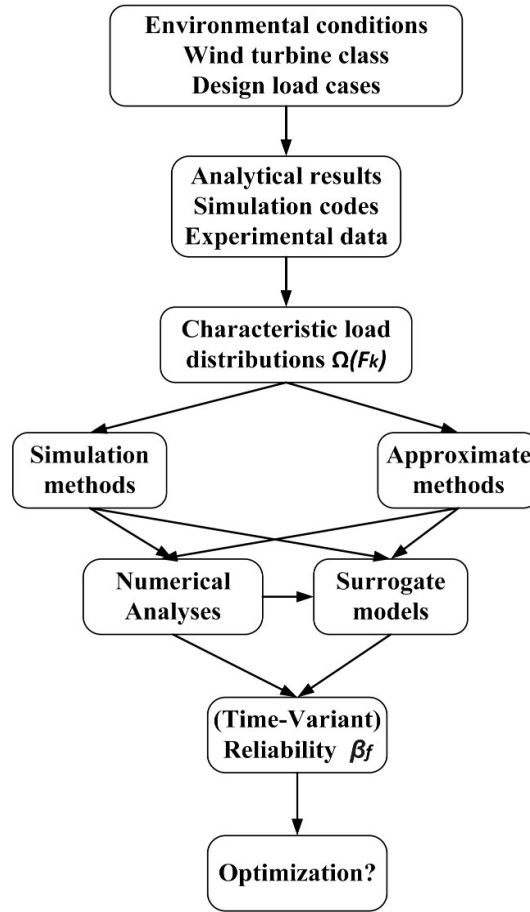 Environmental conditions
Wind turbine class
Design load cases
Analytical results
Simulation codes
Experimental data
Characteristic load
distributions Ω(Fk)
Simulation
methods
Approximate
methods
Numerical
Analyses
Surrogate
models
(Time-Variant)
Reliability βf
Optimization?